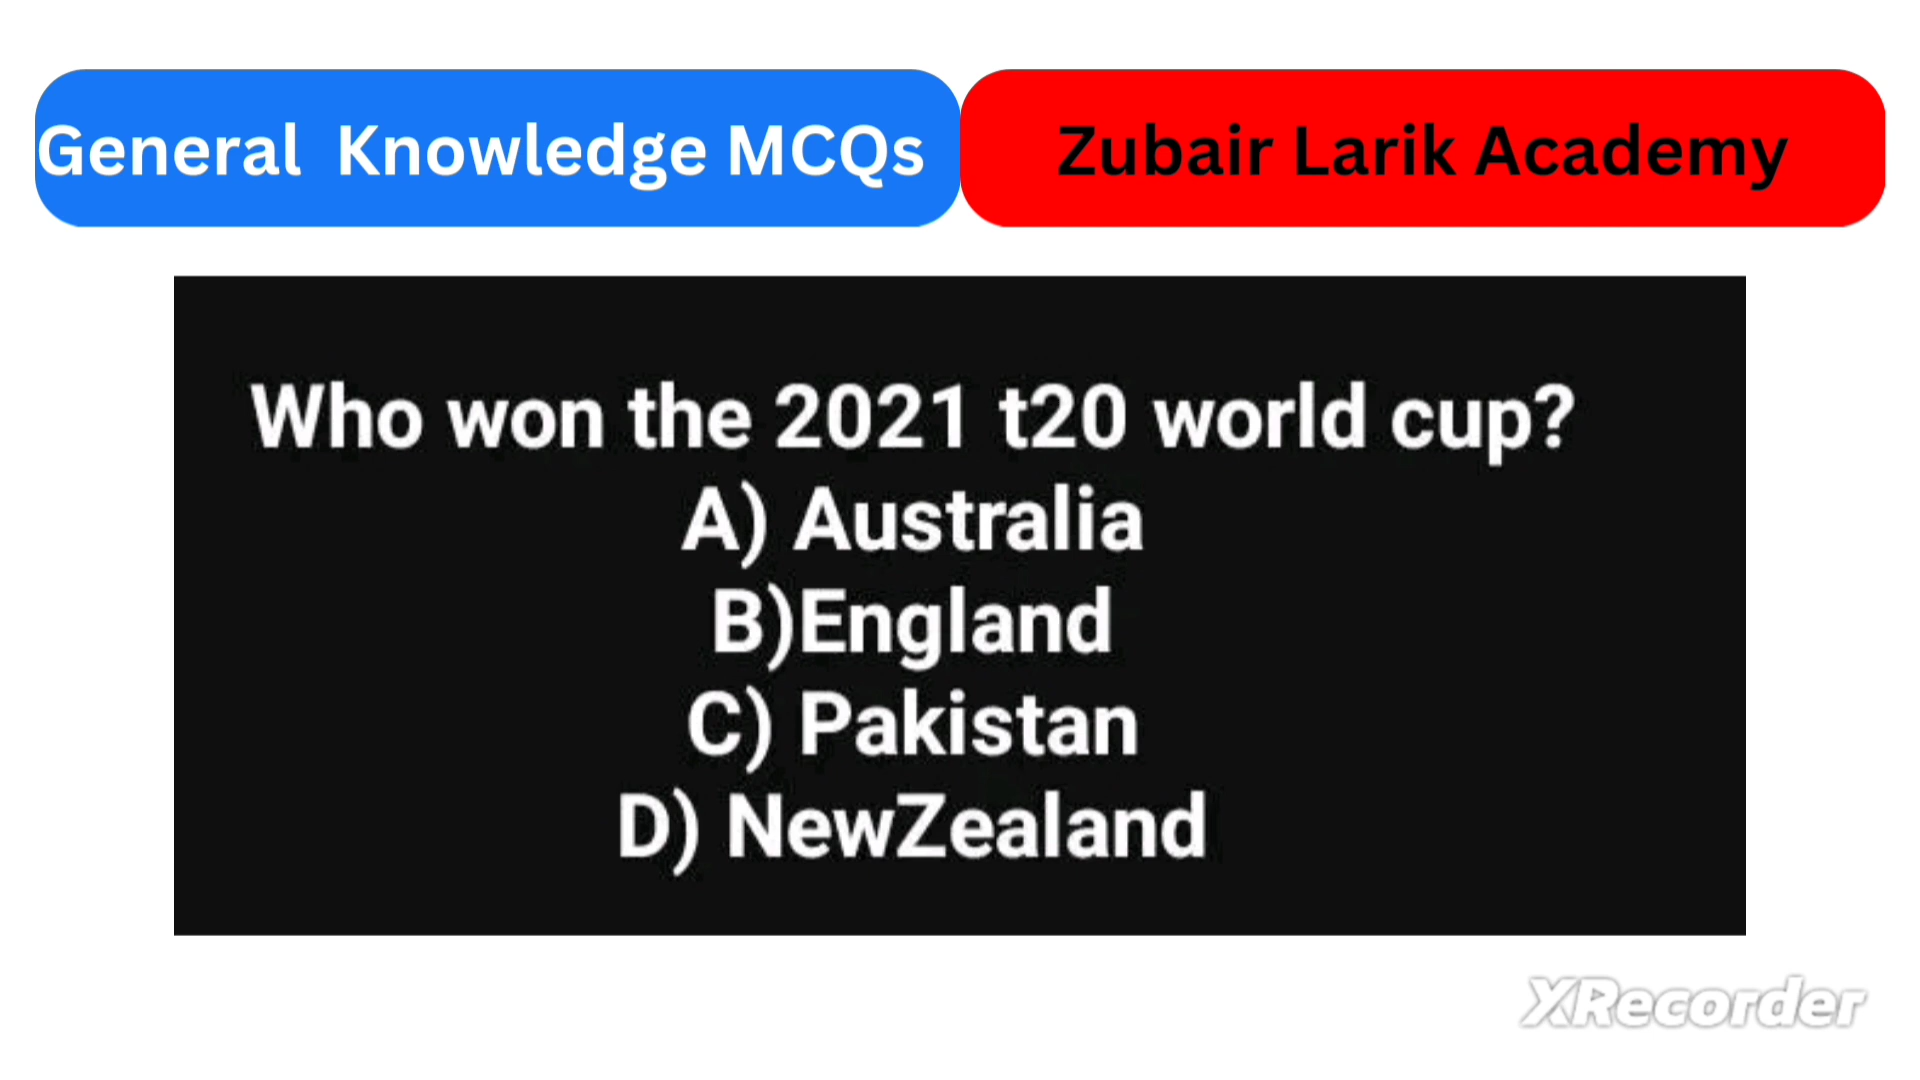 General Knowledge MCQs
Zubair Larik Academy
Who won the 2021 t20 world cup?
A) Australia
B)England
C) Pakistan
D) NewZealand
XRecorder